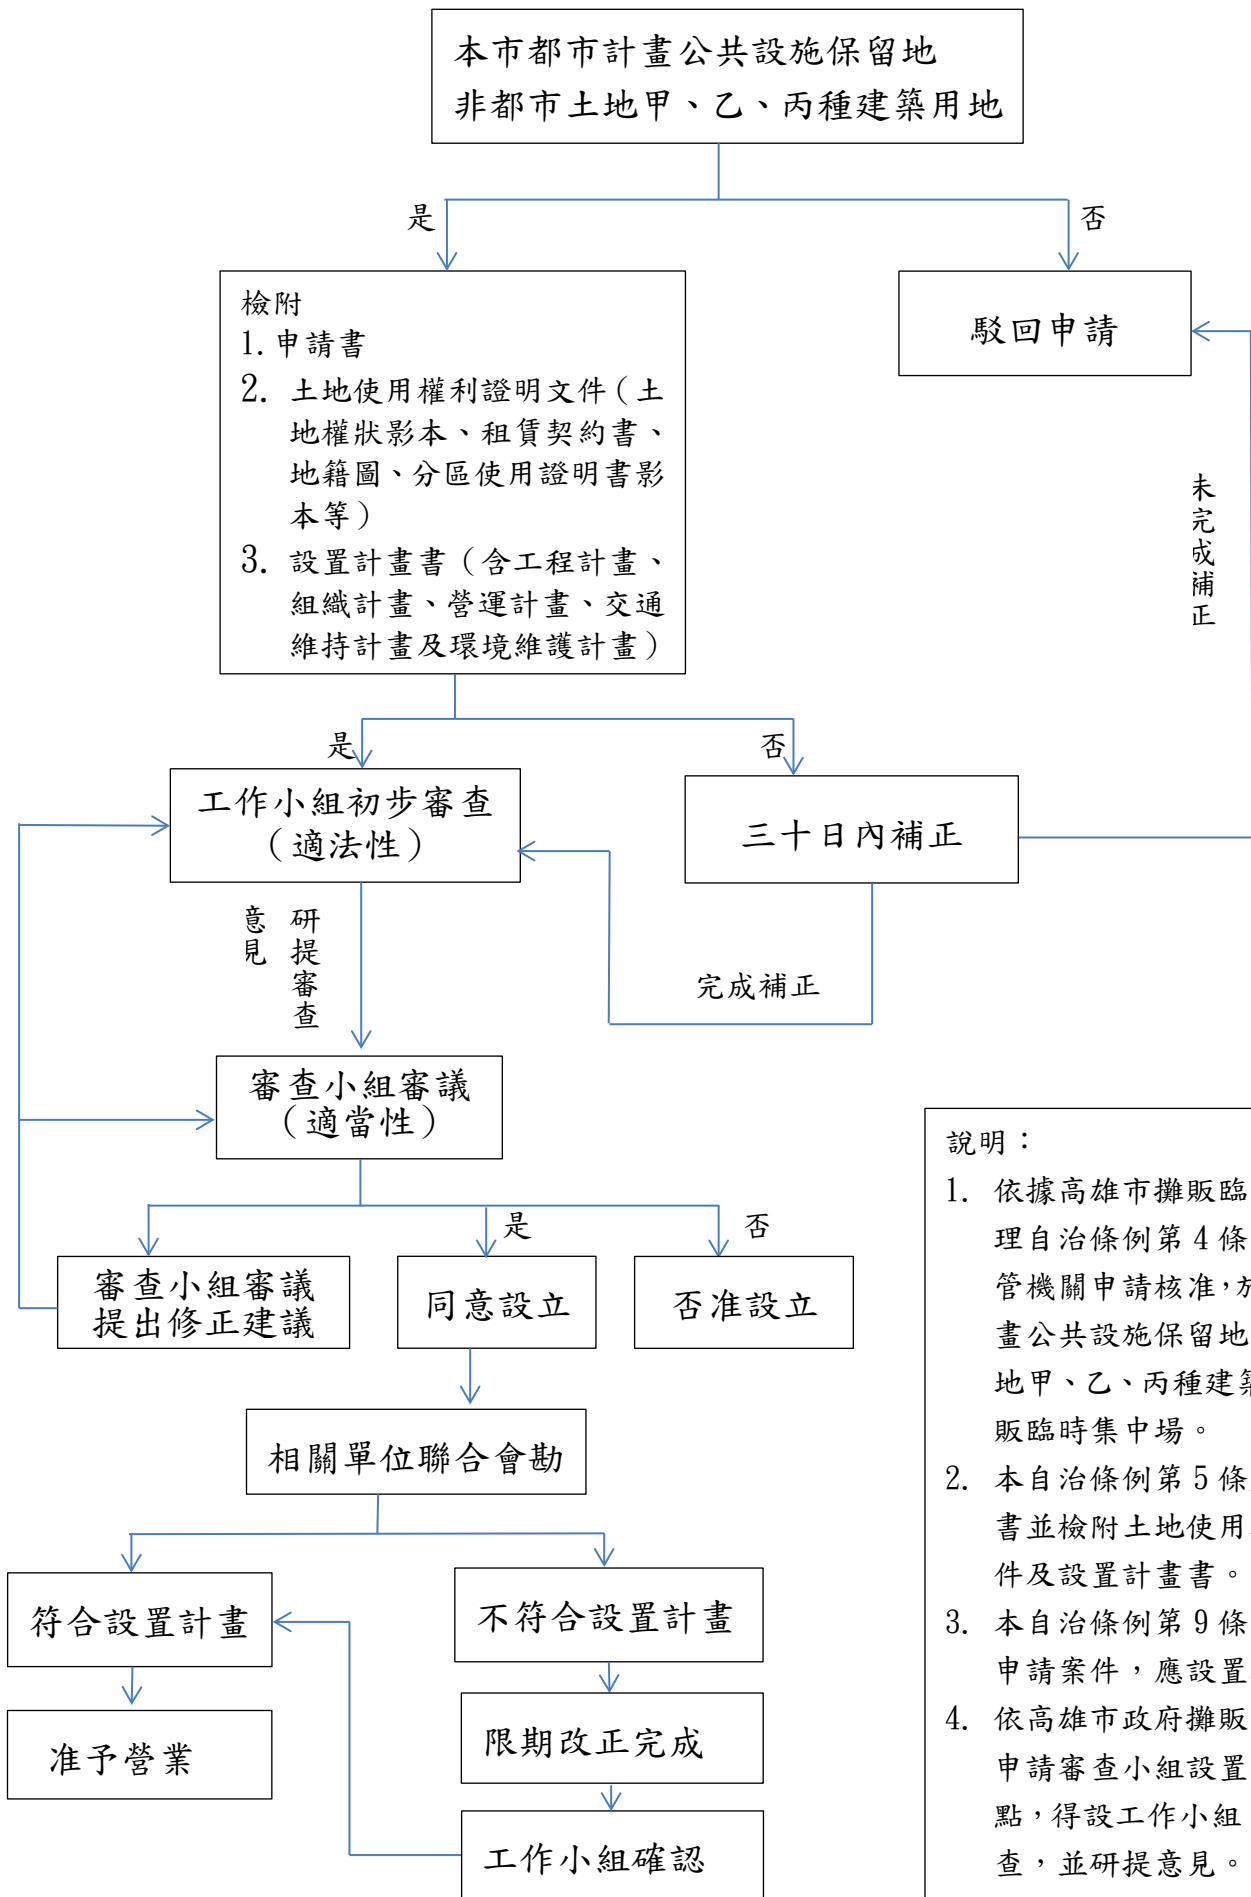 本市都市計畫公共設施保留地
非都市土地甲、乙、丙種建築用地
是
否
檢附
1.申請書
2. 土地使用權利證明文件（土
地權狀影本、租賃契約書、
地籍圖、分區使用證明書影
本等）
3. 設置計畫書（含工程計畫、
組織計畫、營運計畫、交通
維持計畫及環境維護計畫）
駁回申請
未完成補正
是
否
工作小組初步審查
（適法性）
三十日內補正
研提審查
意見
完成補正
審查小組審議
（適當性）
是
否
審查小組審議
提出修正建議
同意設立
否准設立
相關單位聯合會勘
符合設置計畫
不符合設置計畫
准予營業
限期改正完成
工作小組確認
說明：
1. 依據高雄市攤販臨
理自治條例第 4 條
管機關申請核准，
畫公共設施保留地
地甲、乙、丙種建築
販臨時集中場。
2. 本自治條例第 5 條
書並檢附土地使用
件及設置計畫書。
3. 本自治條例第 9 條
申請案件，應設置
4. 依高雄市政府攤販
申請審查小組設置
點，得設工作小組
查，並研提意見。